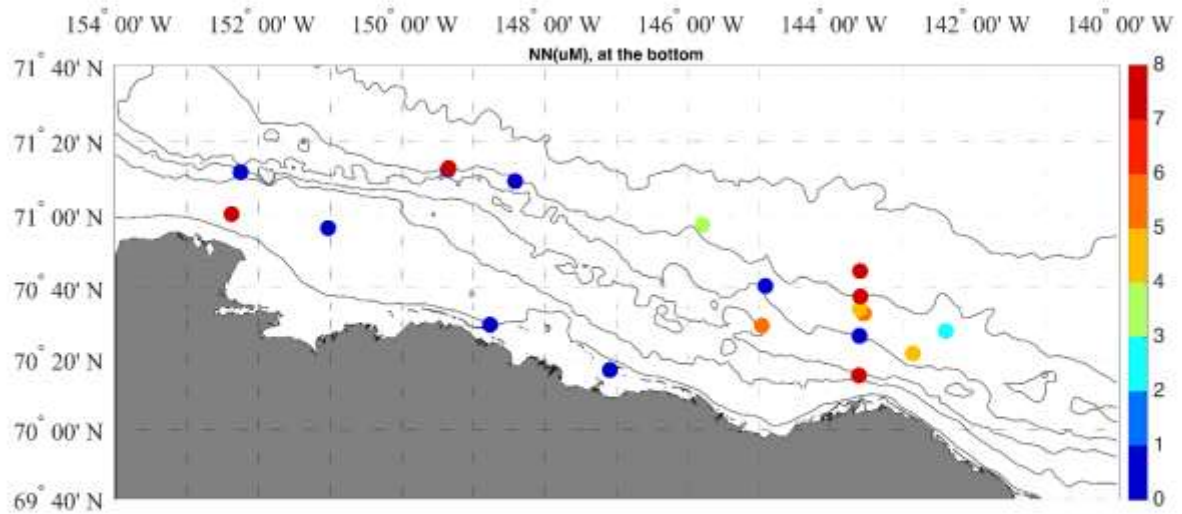 154° 00' W 152° 00' W 150° 00' W 148° 00' W 146° 00' W 144° 00' W 142° 00' W 140° 00' W
NN(uM), at the bottom
71° 40' N
71° 20' N
71° 00' N
70° 40' N
70° 20' N
70° 00' N
69° 40' N
8
7
6
5
4
3
2
1
0